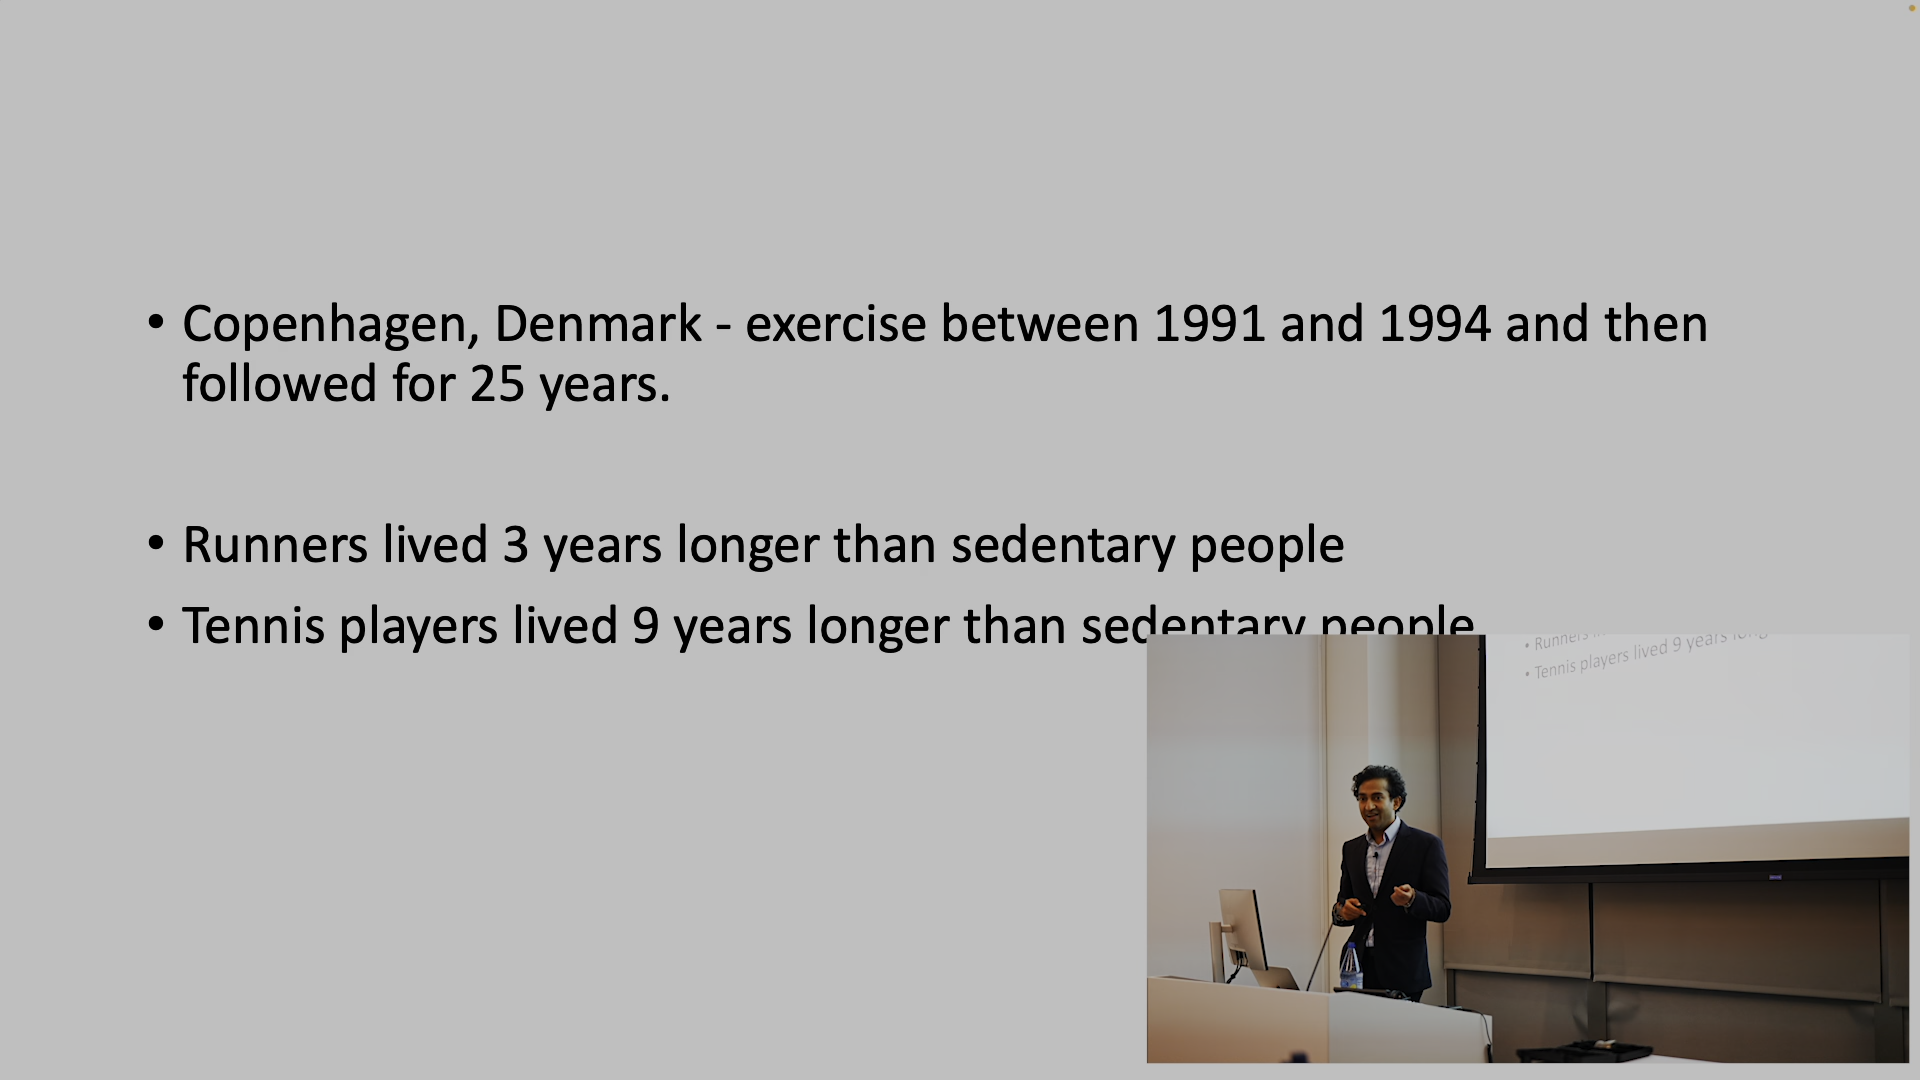 • Copenhagen, Denmark - exercise between 1991 and 1994 and then
followed for 25 years.
• Runners lived 3 years longer than sedentary people
• Tennis players lived 9 years longer than sedentary people
• Runners
• Tennis players lived 9 years